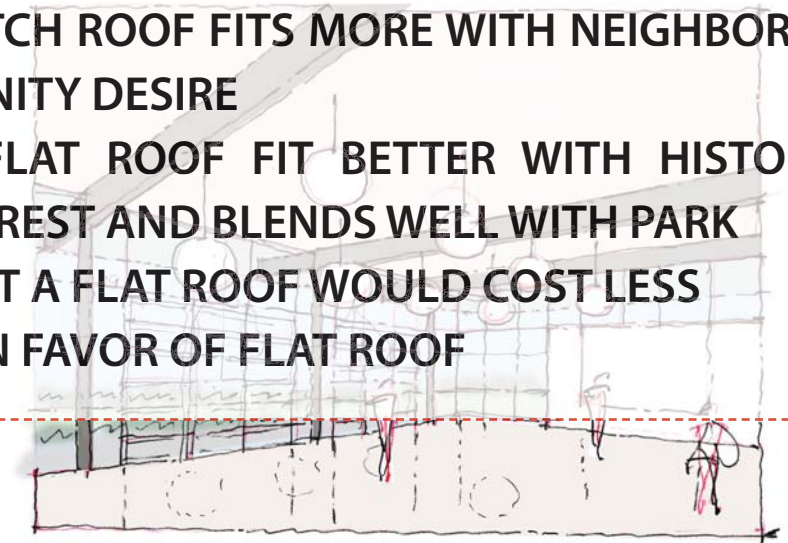 TCH ROOF FITS MORE WITH NEIGHBOR
NITY DESIRE
FLAT ROOF FIT BETTER WITH HISTO
REST AND BLENDS WELL WITH PARK
T A FLAT ROOF WOULD COST LESS
N FAVOR OF FLAT ROOF